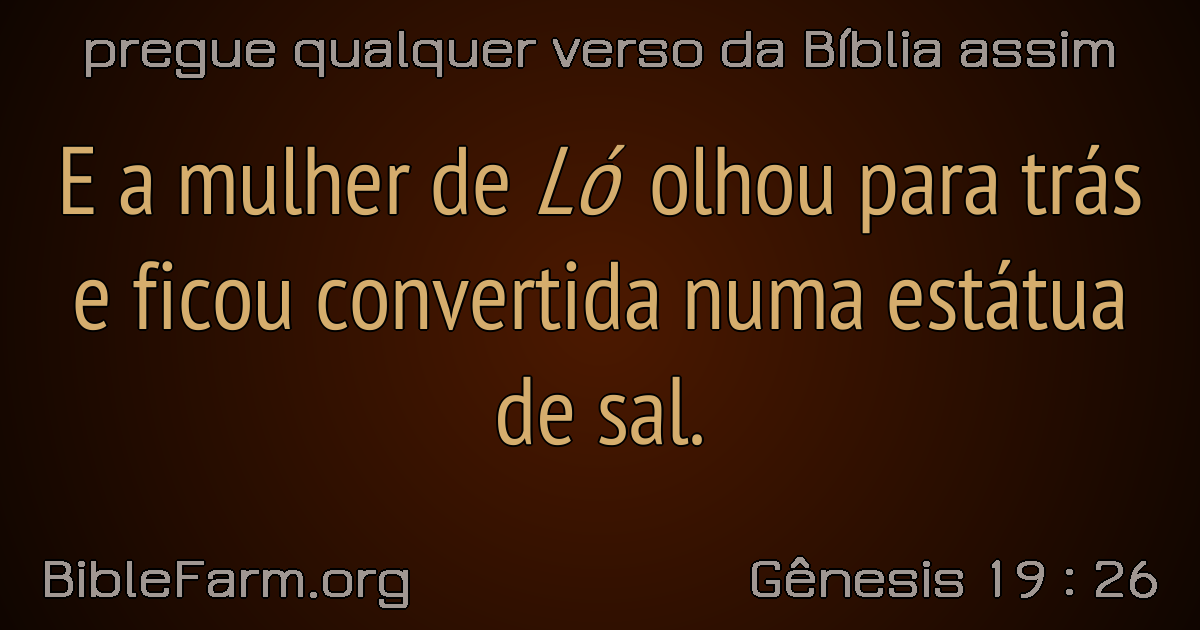 pregue qualquer verso da Bíblia assim
E a mulher de Ló olhou para trás
e ficou convertida numa estátua
de sal.
BibleFarm.org
Gênesis 19 : 26